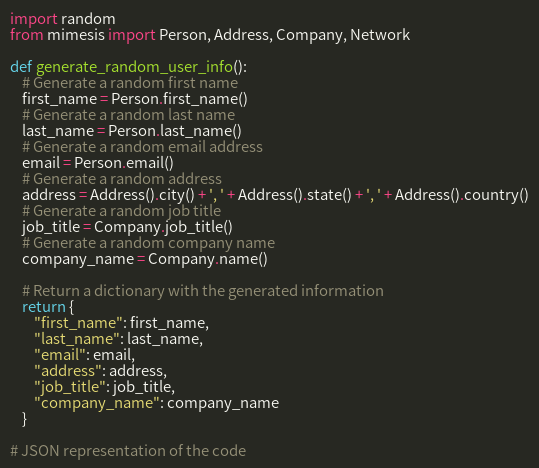 import random
from mimesis import Person, Address, Company, Network

def generate_random_user_info():
    # Generate a random first name
    first_name = Person.first_name()
    # Generate a random last name
    last_name = Person.last_name()
    # Generate a random email address
    email = Person.email()
    # Generate a random address
    address = Address().city() + ', ' + Address().state() + ', ' + Address().country()
    # Generate a random job title
    job_title = Company.job_title()
    # Generate a random company name
    company_name = Company.name()

    # Return a dictionary with the generated information
    return {
        "first_name": first_name,
        "last_name": last_name,
        "email": email,
        "address": address,
        "job_title": job_title,
        "company_name": company_name
    }

# JSON representation of the code